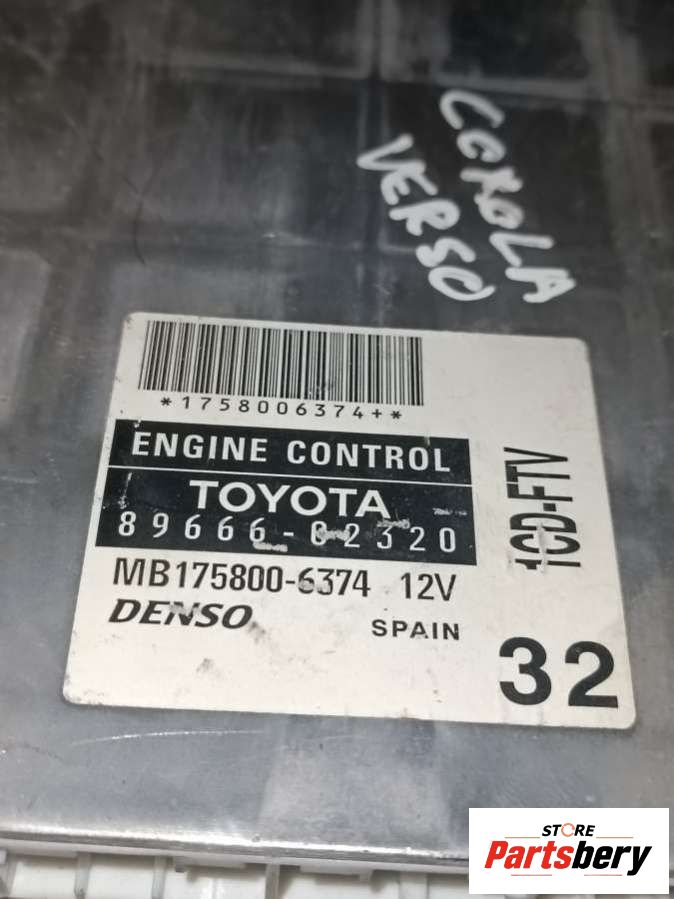 COROLA
VERSO
*1758006374+*
ENGINE CONTROL
TOYOTA
89666-02320
MB175800-6374 12V
DENSO SPAIN
1CD-FTV
32
STORE
Partsbery